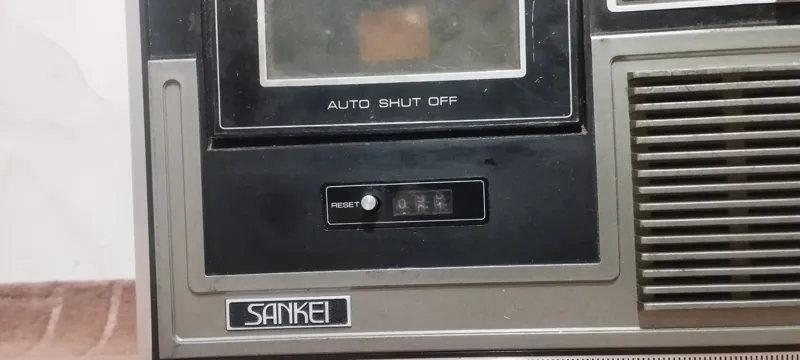 AUTO SHUT OFF
RESET
SANKEI